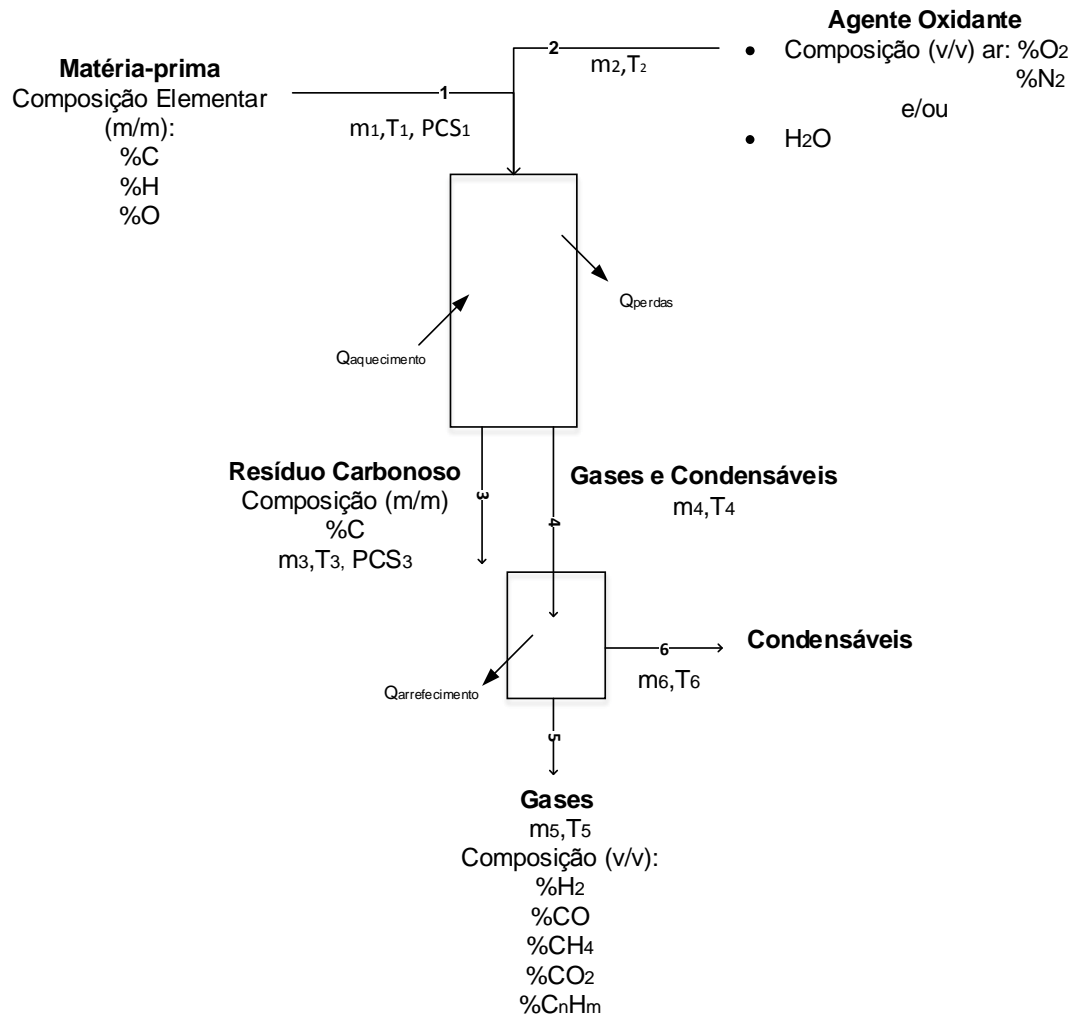 Agente Oxidante
• Composição (v/v) ar: %O2
%N2
e/ou
• H2O
2
m2,T2
Matéria-prima
Composição Elementar
(m/m):
%C
%H
%O
1
m1,T1, PCS1
Qperdas
Qaquecimento
Resíduo Carbonoso
Composição (m/m)
%C
m3,T3, PCS3
3
Gases e Condensáveis
m4,T4
4
Condensáveis
6
m6,T6
Qarrefecimento
5
Gases
m5,T5
Composição (v/v):
%H2
%CO
%CH4
%CO2
%CnHm